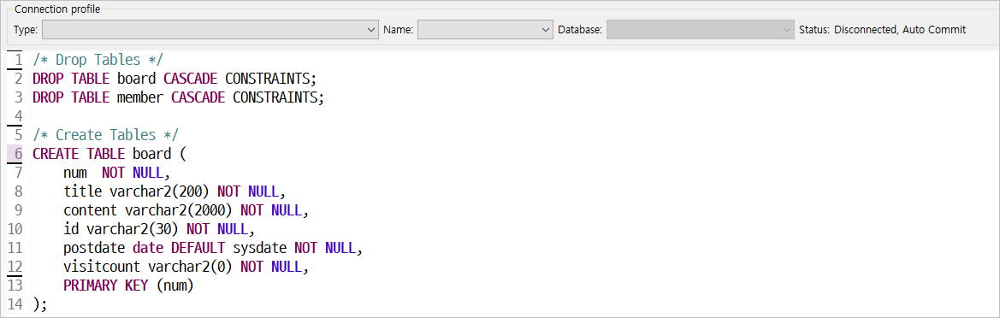 Connection profile
Type: Name: Database: Status: Disconnected, Auto Commit
1 /* Drop Tables */
2 DROP TABLE board CASCADE CONSTRAINTS;
3 DROP TABLE member CASCADE CONSTRAINTS;
4
5 /* Create Tables */
6 CREATE TABLE board (
7 num  NOT NULL,
8 title varchar2(200) NOT NULL,
9 content varchar2(2000) NOT NULL,
10 id varchar2(30) NOT NULL,
11 postdate date DEFAULT sysdate NOT NULL,
12 visitcount varchar2(0) NOT NULL,
13 PRIMARY KEY (num)
14 );